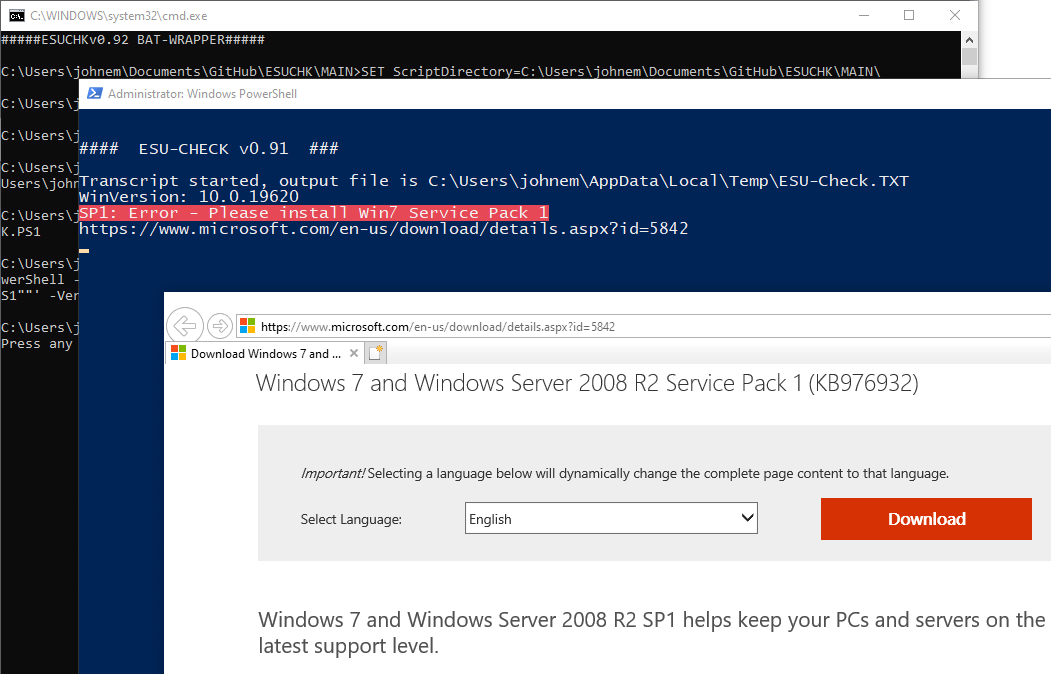 C:\WINDOWS\system32\cmd.exe
#####ESUCHKv0.92 BAT-WRAPPER#####
C:\Users\johnem\Documents\GitHub\ESUCHK\MAIN>SET ScriptDirectory=C:\Users\johnem\Documents\GitHub\ESUCHK\MAIN\
C:\Users\j
C:\Users\j
C:\Users\j
Users\john
C:\Users\j
K.PS1
C:\Users\j
werShell -
S1""' -Ver
C:\Users\j
Press any
Administrator: Windows PowerShell
#### ESU-CHECK v0.91 ###
Transcript started, output file is C:\Users\johnem\AppData\Local\Temp\ESU-Check.TXT
WinVersion: 10.0.19620
SP1: Error - Please install Win7 Service Pack 1
https://www.microsoft.com/en-us/download/details.aspx?id=5842
https://www.microsoft.com/en-us/download/details.aspx?id=5842
Download Windows 7 and ...
Windows 7 and Windows Server 2008 R2 Service Pack 1 (KB976932)
Important! Selecting a language below will dynamically change the complete page content to that language.
Select Language: English Download
Windows 7 and Windows Server 2008 R2 SP1 helps keep your PCs and servers on the
latest support level.